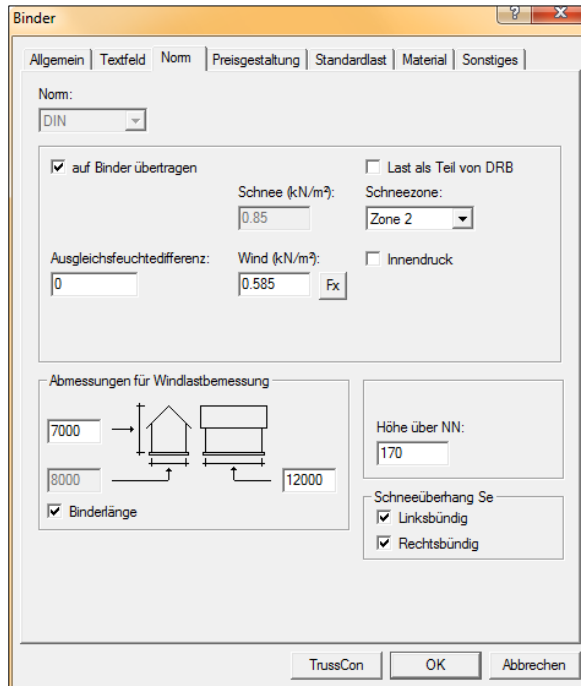 Binder
?
X
Allgemein
Textfeld
Norm
Preisgestaltung
Standardlast
Material
Sonstiges
Norm:
DIN
auf Binder übertragen
Last als Teil von DRB
Schnee (kN/m²):
Schneezone:
0.85
Zone 2
Ausgleichsfeuchtedifferenz:
Wind (kN/m²):
Innendruck
0
0.585
Fx
Abmessungen für Windlastbemessung
7000
8000
12000
Binderlänge
Höhe über NN:
170
Schneeüberhang Se
Linksbündig
Rechtsbündig
TrussCon
OK
Abbrechen